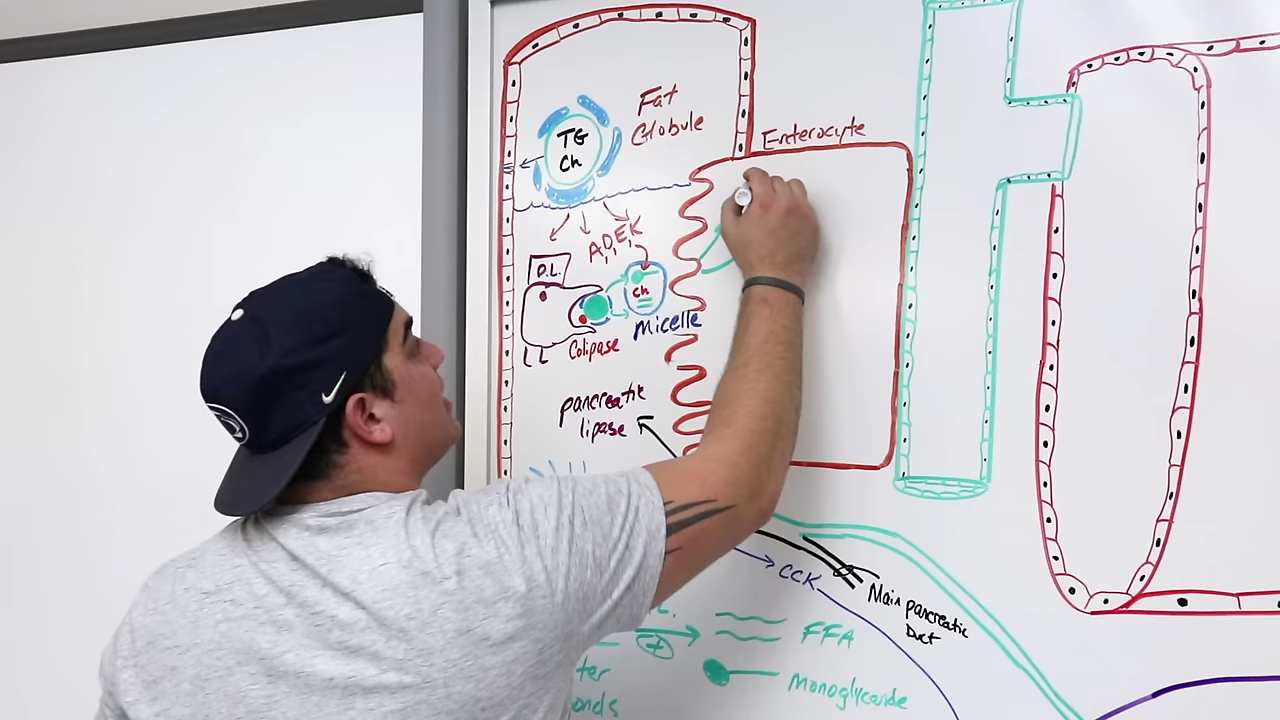 Fat
Globule
TG
Ch
Enterocyte
A, D, E, K
P.L.
Ch
Micelle
Colipase
pancreatic
lipase
CCK
Main pancreatic
Duct
+
FFA
monoglyceride